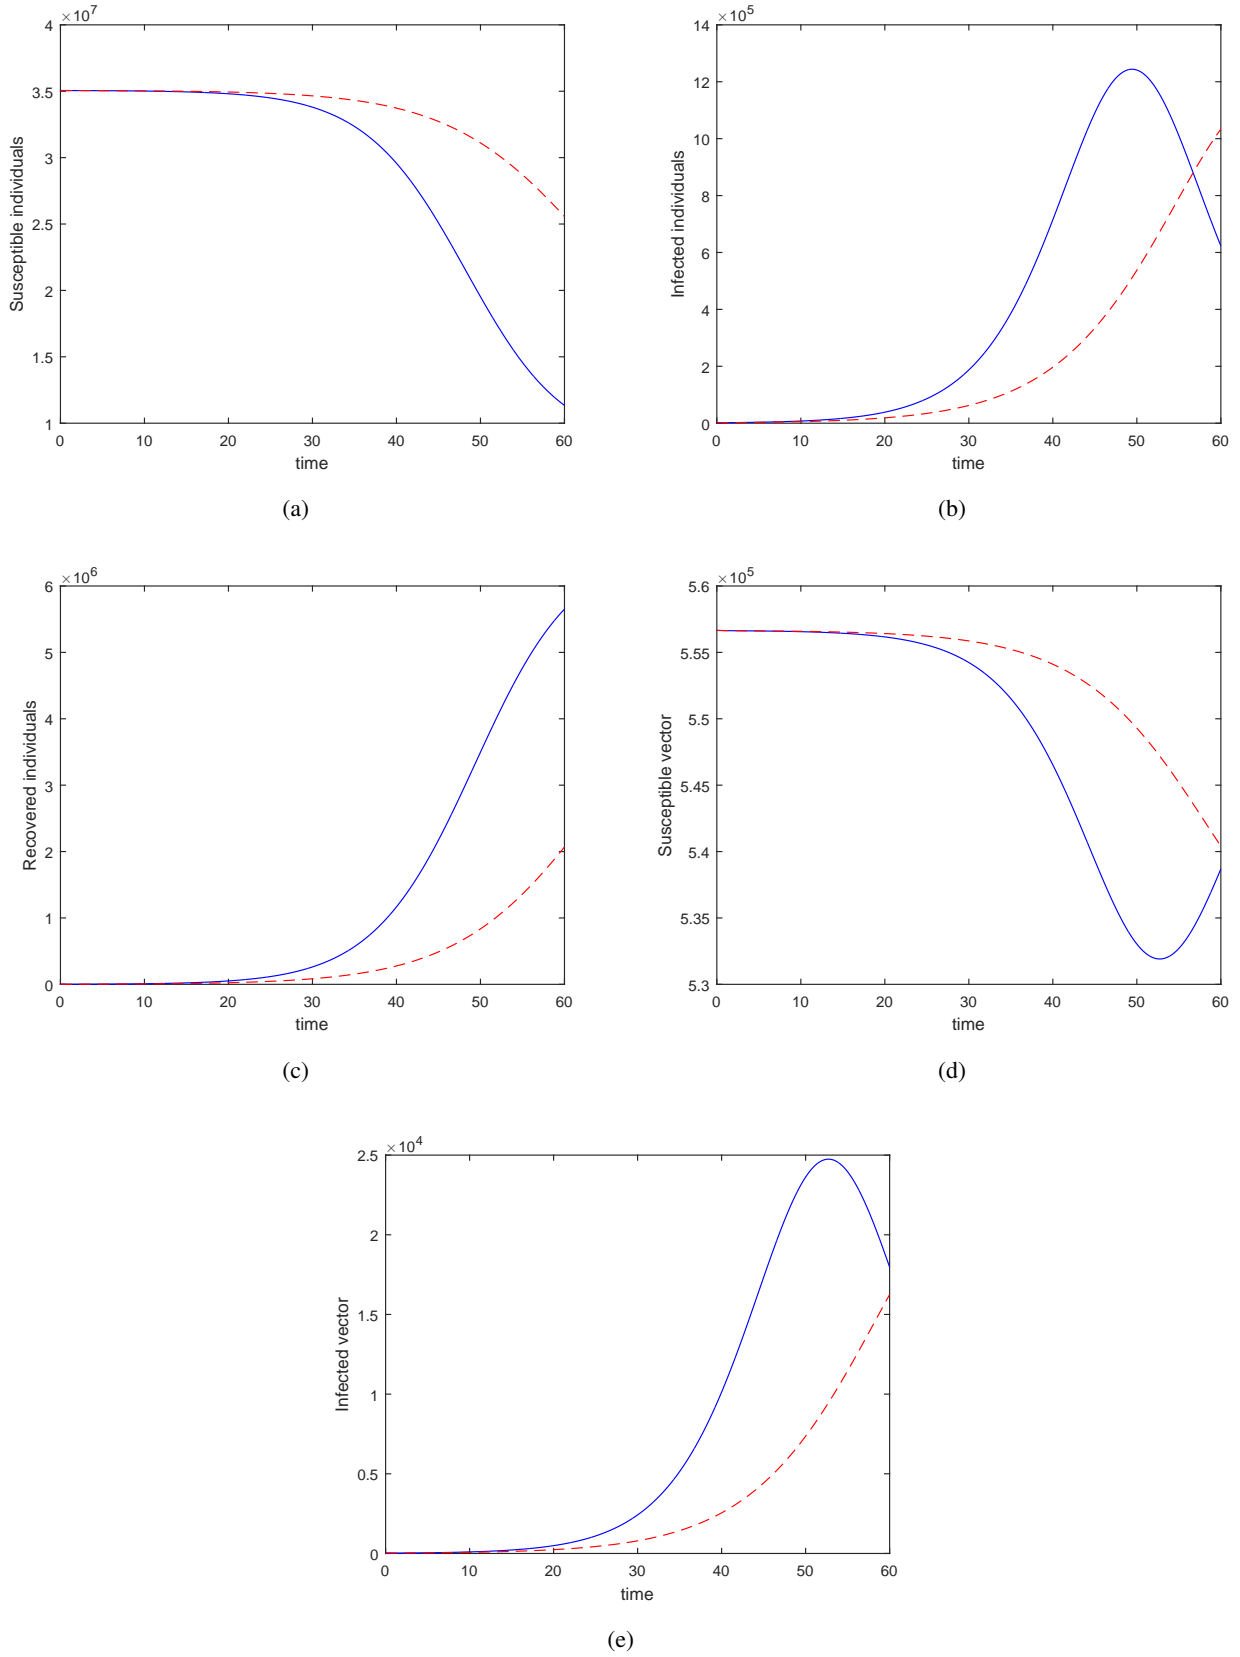 ×10^7
4
3.5
3
2.5
2
1.5
1
0 10 20 30 40 50 60
time
Susceptible individuals
(a)
×10^5
14
12
10
8
6
4
2
0
0 10 20 30 40 50 60
time
Infected individuals
(b)
×10^6
6
5
4
3
2
1
0
0 10 20 30 40 50 60
time
Recovered individuals
(c)
×10^5
5.6
5.55
5.5
5.45
5.4
5.35
5.3
0 10 20 30 40 50 60
time
Susceptible vector
(d)
×10^4
2.5
2
1.5
1
0.5
0
0 10 20 30 40 50 60
time
Infected vector
(e)